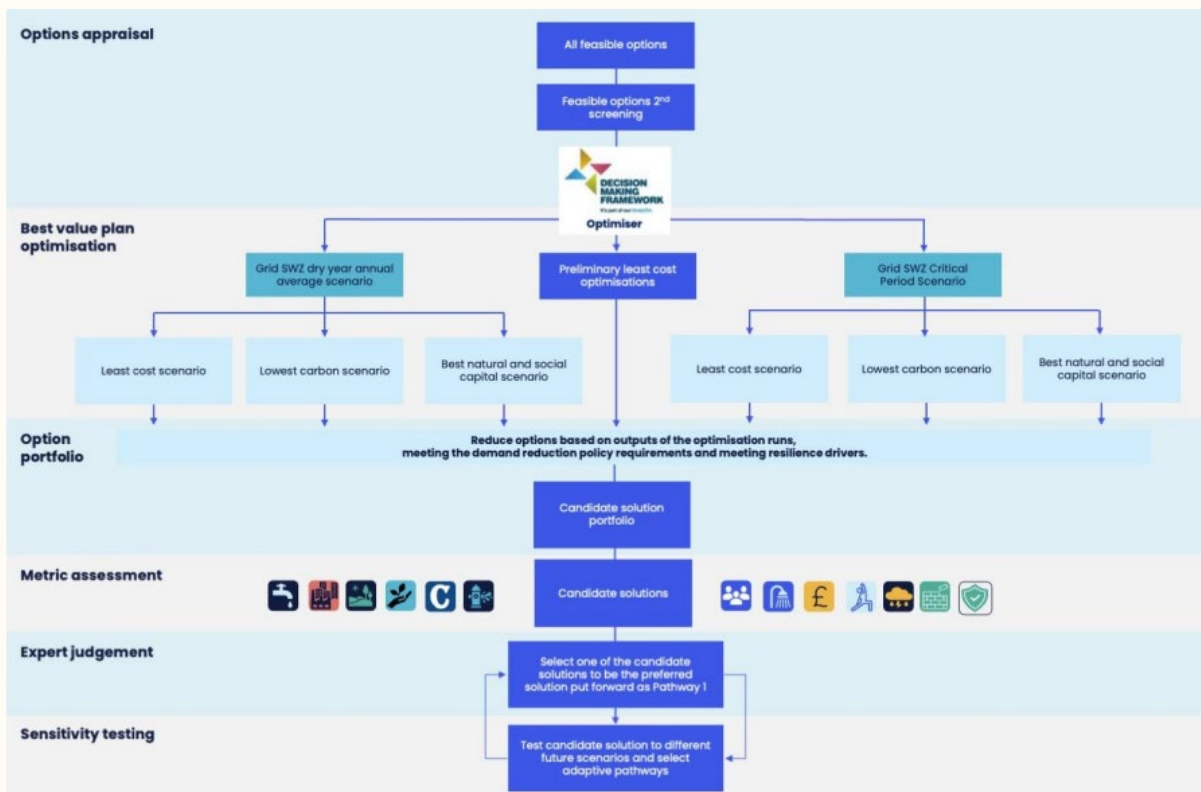 Options appraisal
All feasible options
Feasible options 2nd
screening
DECISION
MAKING
FRAMEWORK
It's part of our blueprint
Optimiser
Best value plan
optimisation
Grid SWZ dry year annual
average scenario
Preliminary least cost
optimisations
Grid SWZ Critical
Period Scenario
Least cost scenario
Lowest carbon scenario
Best natural and social
capital scenario
Least cost scenario
Lowest carbon scenario
Best natural and social
capital scenario
Option
portfolio
Reduce options based on outputs of the optimisation runs,
meeting the demand reduction policy requirements and meeting resilience drivers.
Candidate solution
portfolio
Metric assessment
C
Candidate solutions
£
Expert judgement
Select one of the candidate
solutions to be the preferred
solution put forward as Pathway 1
Sensitivity testing
Test candidate solution to different
future scenarios and select
adaptive pathways